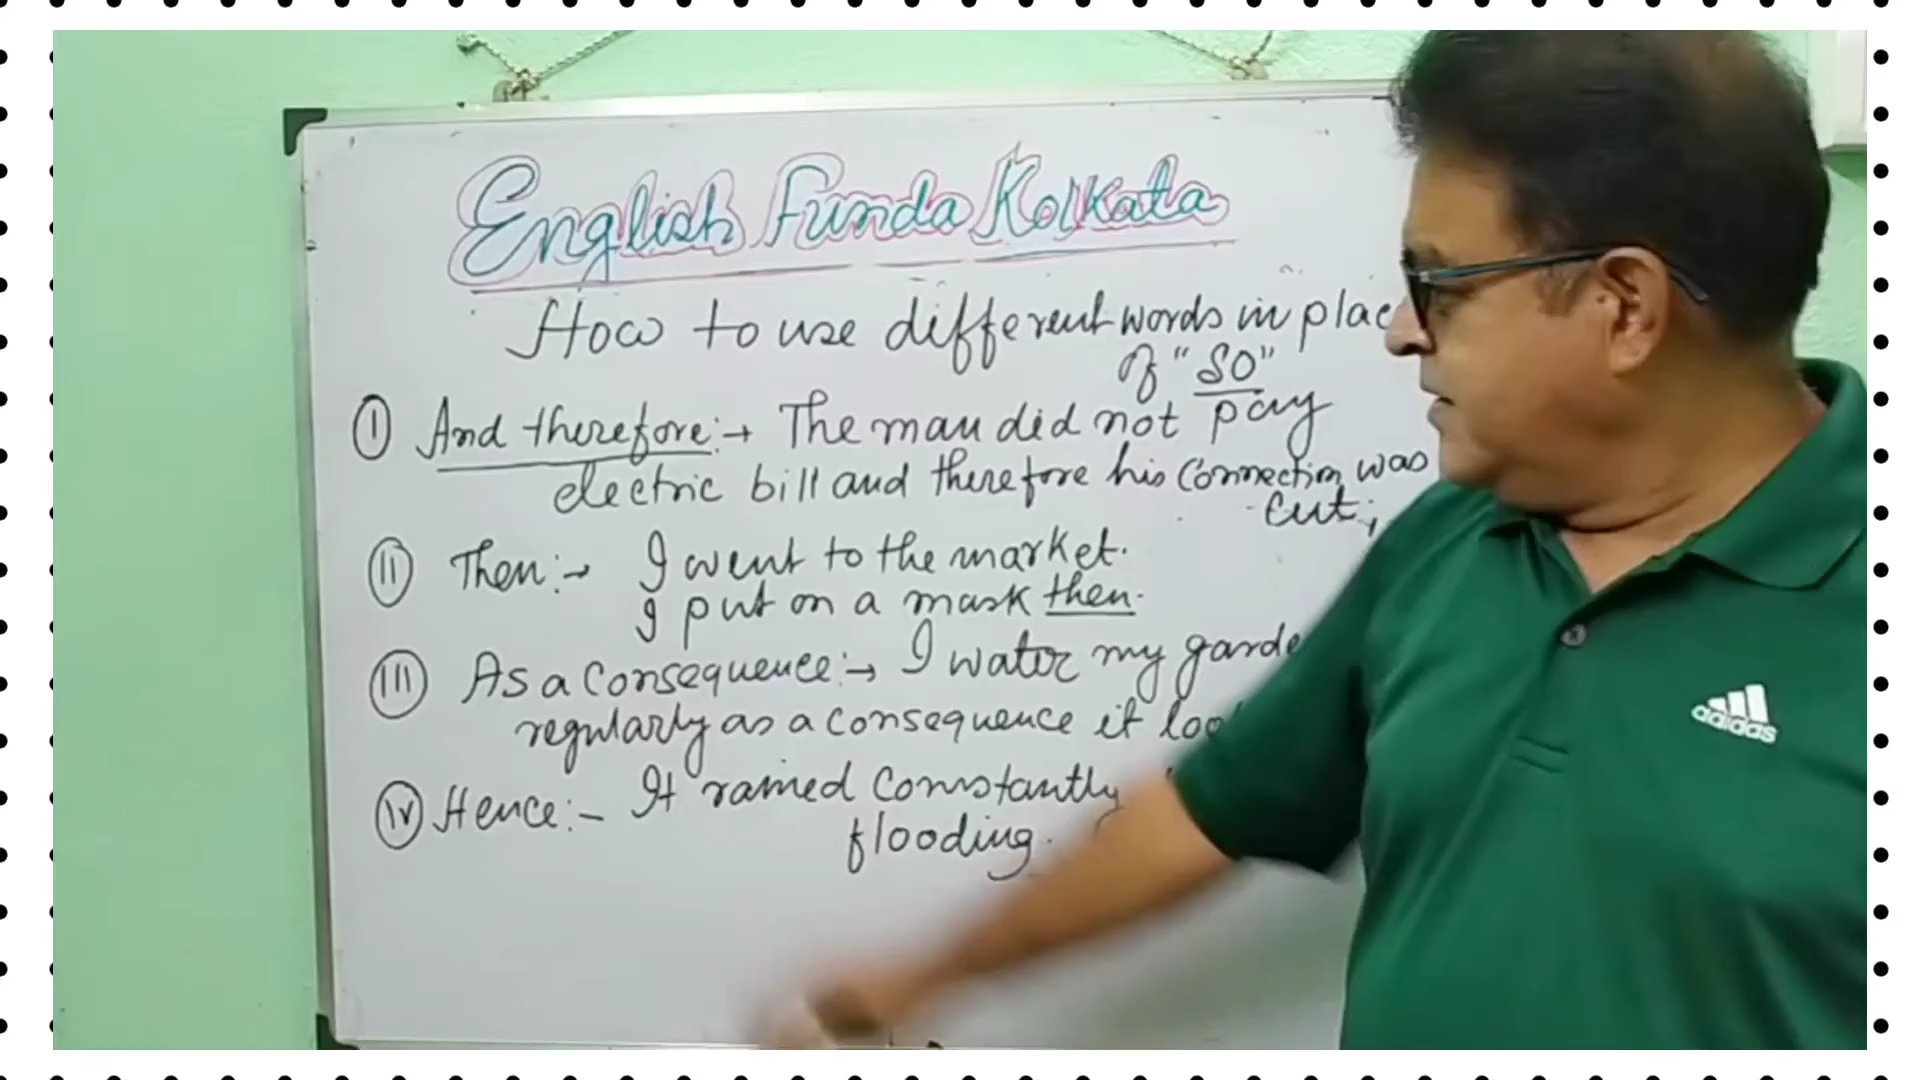 English Funda Kolkata
How to use different words in plac
of "SO"
I And therefore:→ The man did not pay
electric bill and therefore his connection was
cut;
II Then:→ I went to the market.
I put on a mask then.
III As a consequence:→ I water my garde
regularly as a consequence it loo
IV Hence:- It rained constantly
flooding.
adidas